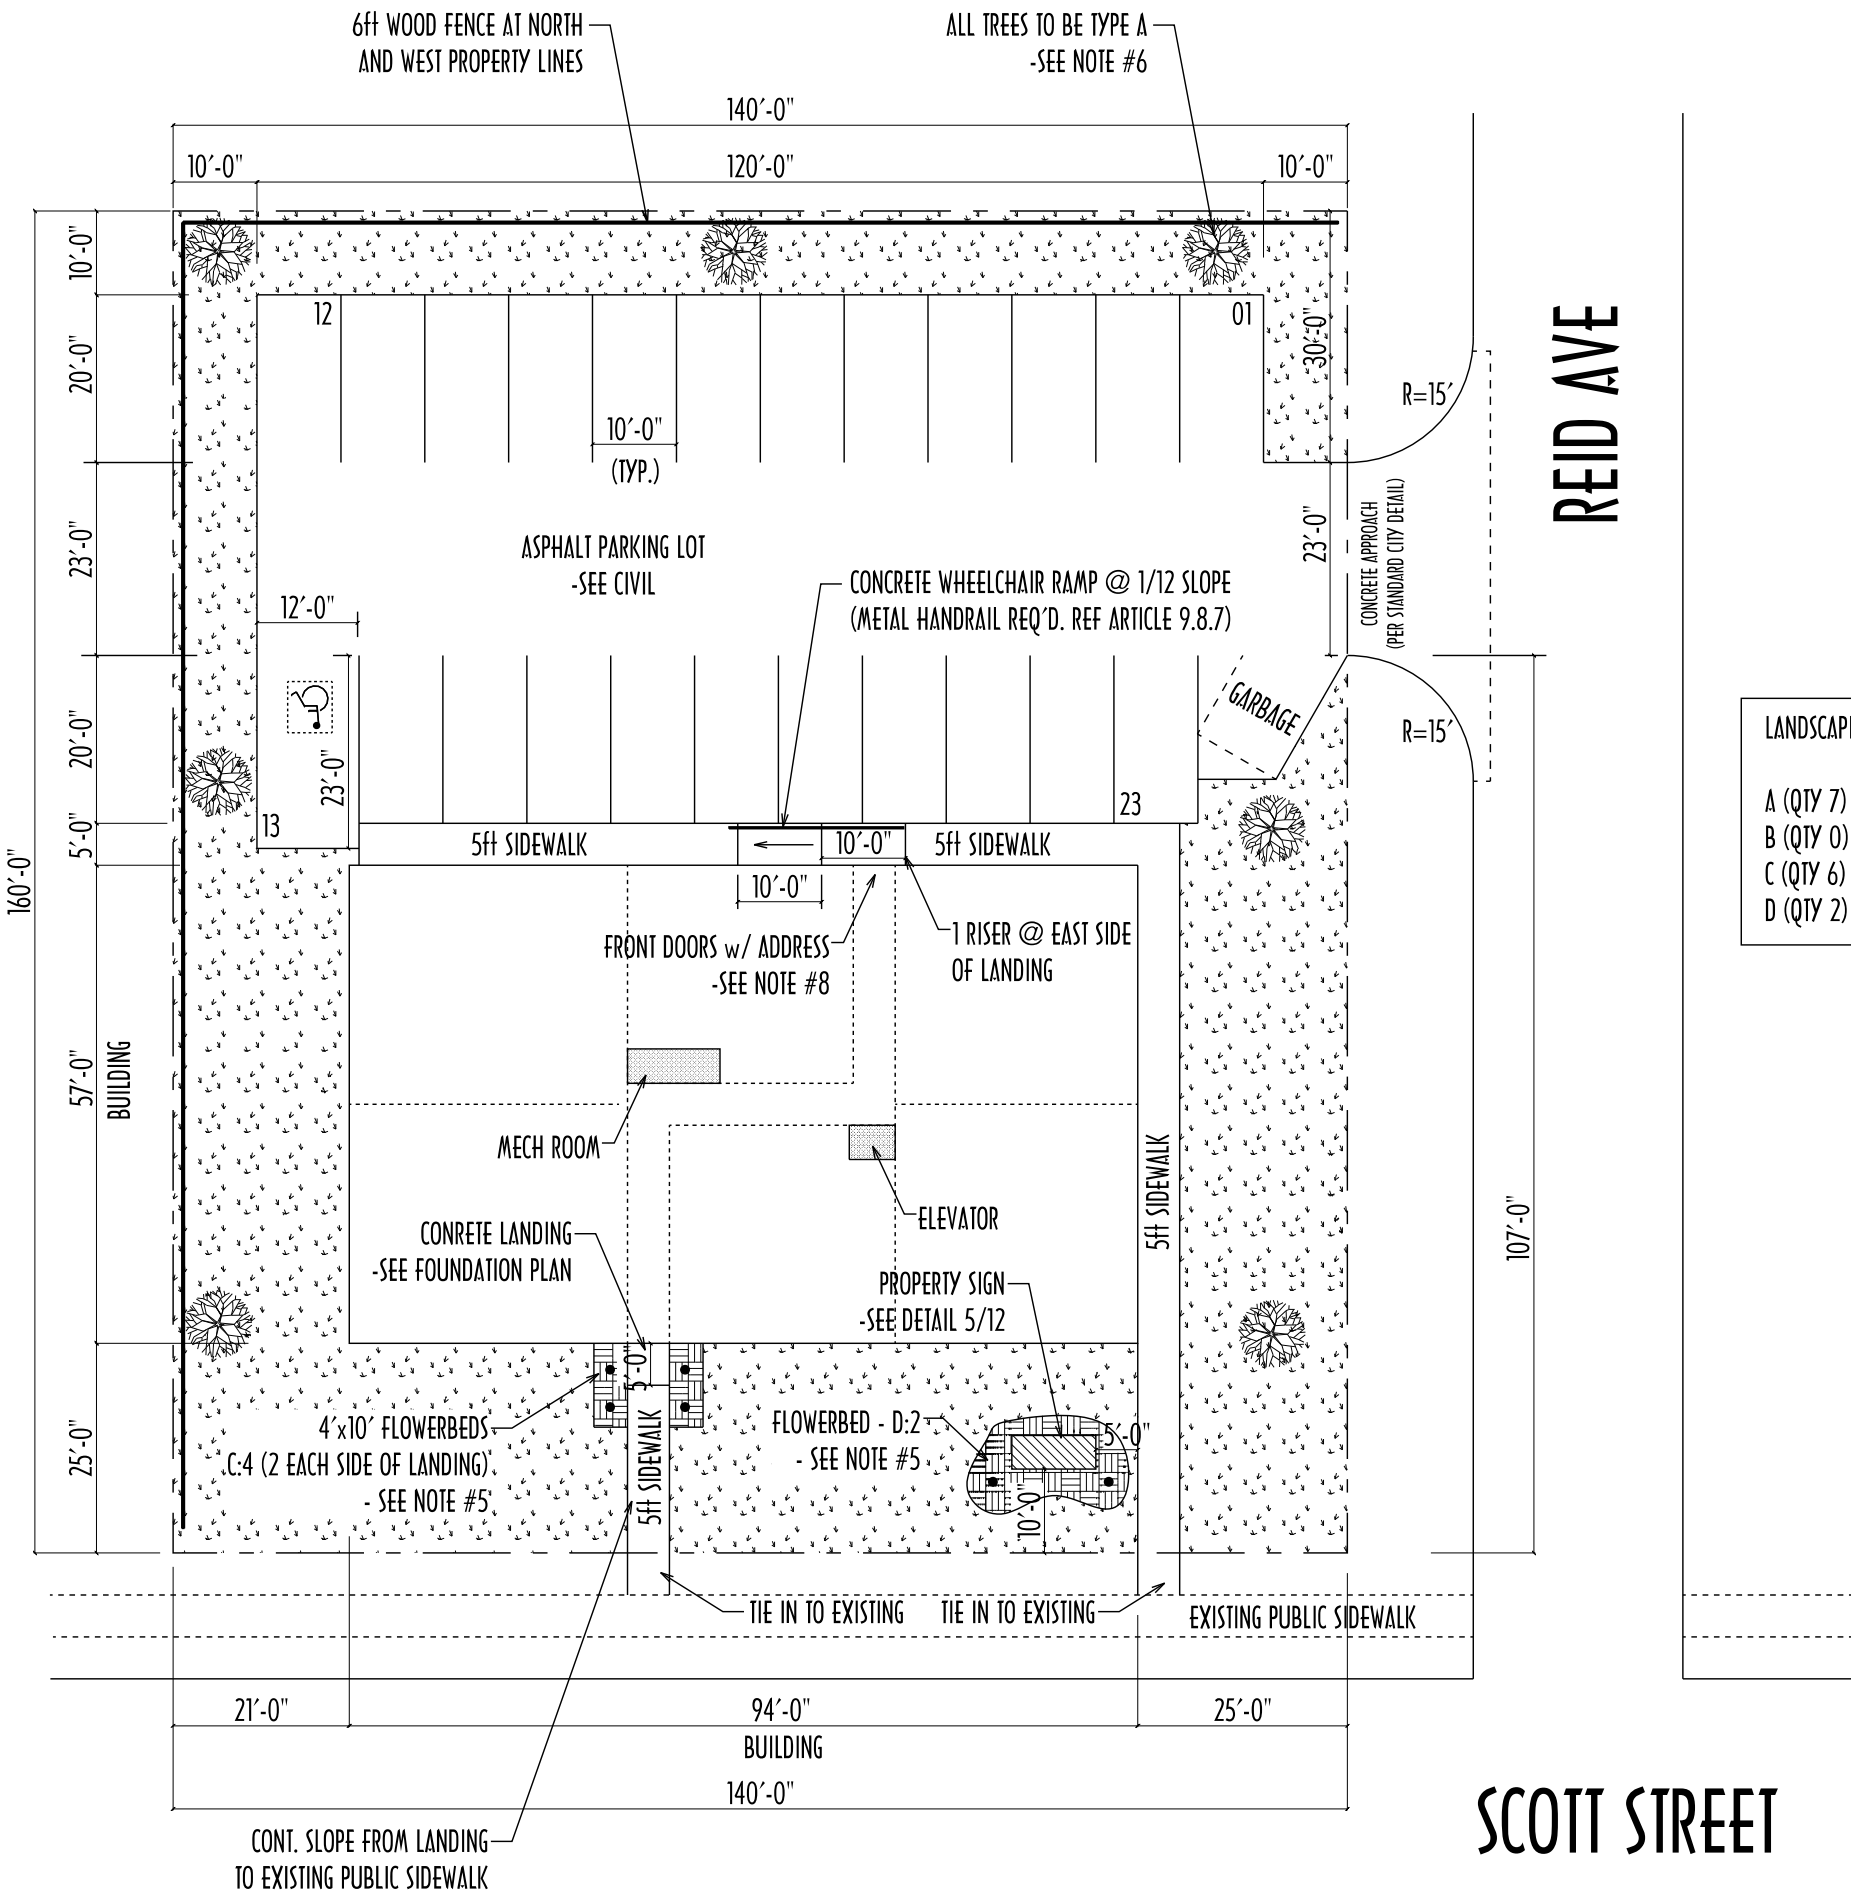 6ft WOOD FENCE AT NORTH
AND WEST PROPERTY LINES
ALL TREES TO BE TYPE A
-SEE NOTE #6
140'-0"
10'-0"
120'-0"
10'-0"
10'-0"
12
01
20'-0"
30'-0"
R=15'
REID AVE
10'-0"
(TYP.)
23'-0"
23'-0"
CONCRETE APPROACH
(PER STANDARD CITY DETAIL)
ASPHALT PARKING LOT
-SEE CIVIL
CONCRETE WHEELCHAIR RAMP @ 1/12 SLOPE
(METAL HANDRAIL REQ'D. REF ARTICLE 9.8.7)
12'-0"
GARBAGE
R=15'
20'-0"
23'-0"
13
23
LANDSCAPE
A (QTY 7)
B (QTY 0)
C (QTY 6)
D (QTY 2)
5'-0"
5ft SIDEWALK
10'-0"
5ft SIDEWALK
10'-0"
160'-0"
FRONT DOORS w/ ADDRESS
-SEE NOTE #8
1 RISER @ EAST SIDE
OF LANDING
57'-0"
BUILDING
MECH ROOM
ELEVATOR
5ft SIDEWALK
107'-0"
CONRETE LANDING
-SEE FOUNDATION PLAN
PROPERTY SIGN
-SEE DETAIL 5/12
5'-0"
25'-0"
4'x10' FLOWERBEDS
C:4 (2 EACH SIDE OF LANDING)
- SEE NOTE #5
5ft SIDEWALK
FLOWERBED - D:2
- SEE NOTE #5
5'-0"
10'-0"
TIE IN TO EXISTING
TIE IN TO EXISTING
EXISTING PUBLIC SIDEWALK
21'-0"
94'-0"
25'-0"
BUILDING
140'-0"
CONT. SLOPE FROM LANDING
TO EXISTING PUBLIC SIDEWALK
SCOTT STREET